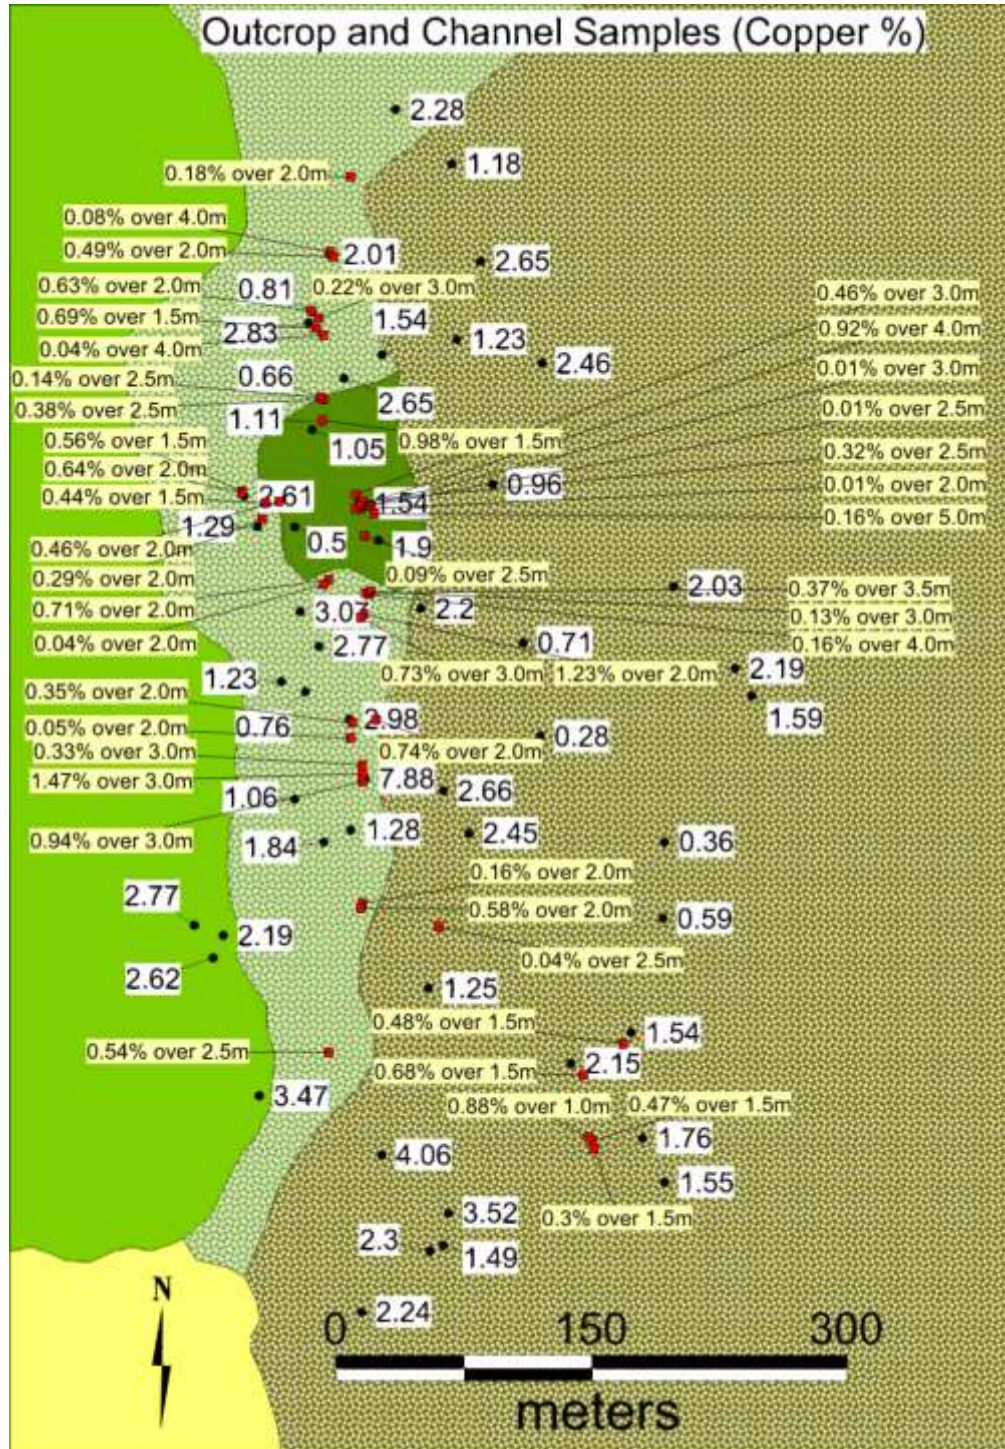 Outcrop and Channel Samples (Copper %)
2.28
1.18
0.18% over 2.0m
0.08% over 4.0m
0.49% over 2.0m
2.01
2.65
0.63% over 2.0m
0.81
0.22% over 3.0m
0.46% over 3.0m
0.69% over 1.5m
2.83
1.54
1.23
0.92% over 4.0m
0.04% over 4.0m
2.46
0.01% over 3.0m
0.14% over 2.5m
0.66
0.38% over 2.5m
1.11
2.65
0.01% over 2.5m
0.56% over 1.5m
1.05
0.98% over 1.5m
0.32% over 2.5m
0.64% over 2.0m
0.96
0.01% over 2.0m
0.44% over 1.5m
2.61
1.54
0.16% over 5.0m
1.29
0.5
1.9
0.46% over 2.0m
0.29% over 2.0m
0.09% over 2.5m
2.03
0.37% over 3.5m
0.71% over 2.0m
3.07
2.2
0.13% over 3.0m
0.04% over 2.0m
2.77
0.71
0.16% over 4.0m
1.23
0.73% over 3.0m
1.23% over 2.0m
2.19
0.35% over 2.0m
0.76
2.98
1.59
0.05% over 2.0m
0.28
0.33% over 3.0m
0.74% over 2.0m
1.47% over 3.0m
7.88
1.06
2.66
0.94% over 3.0m
1.84
1.28
2.45
0.36
0.16% over 2.0m
2.77
0.58% over 2.0m
0.59
2.19
2.62
0.04% over 2.5m
1.25
0.48% over 1.5m
1.54
0.54% over 2.5m
2.15
0.68% over 1.5m
3.47
0.88% over 1.0m
0.47% over 1.5m
1.76
4.06
1.55
3.52
0.3% over 1.5m
2.3
1.49
N
2.24
0 150 300
meters